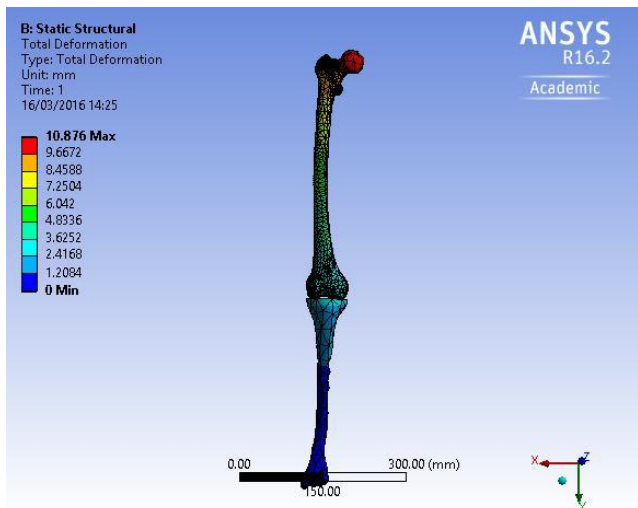 B: Static Structural
Total Deformation
Type: Total Deformation
Unit: mm
Time: 1
16/03/2016 14:25
10.876 Max
9.6672
8.4588
7.2504
6.042
4.8336
3.6252
2.4168
1.2084
0 Min
ANSYS
R16.2
Academic
0.00
300.00 (mm)
150.00
X
Z
Y